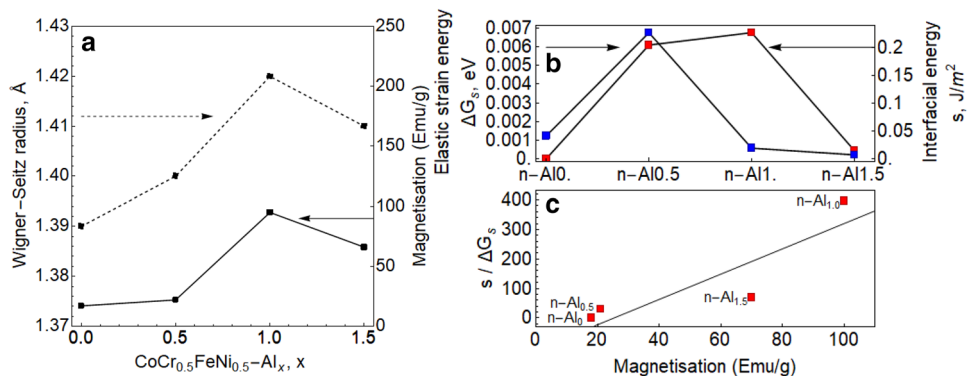 a
1.43
1.42
1.41
1.40
1.39
1.38
1.37
Wigner-Seitz radius, Å
250
200
150
100
50
0
Magnetisation (Emu/g)
0.0 0.5 1.0 1.5
CoCr0.5FeNi0.5-Alx, x
b
0.007
0.006
0.005
0.004
0.003
0.002
0.001
0.
Elastic strain energy
ΔGs, eV
0.2
0.1
0.05
0.
Interfacial energy
s, J/m2
n-Al0. n-Al0.5 n-Al1. n-Al1.5
c
400
300
200
100
0
s / ΔGs
n-Al1.0
n-Al0.5
n-Al1.5
n-Al0
0 20 40 60 80 100
Magnetisation (Emu/g)